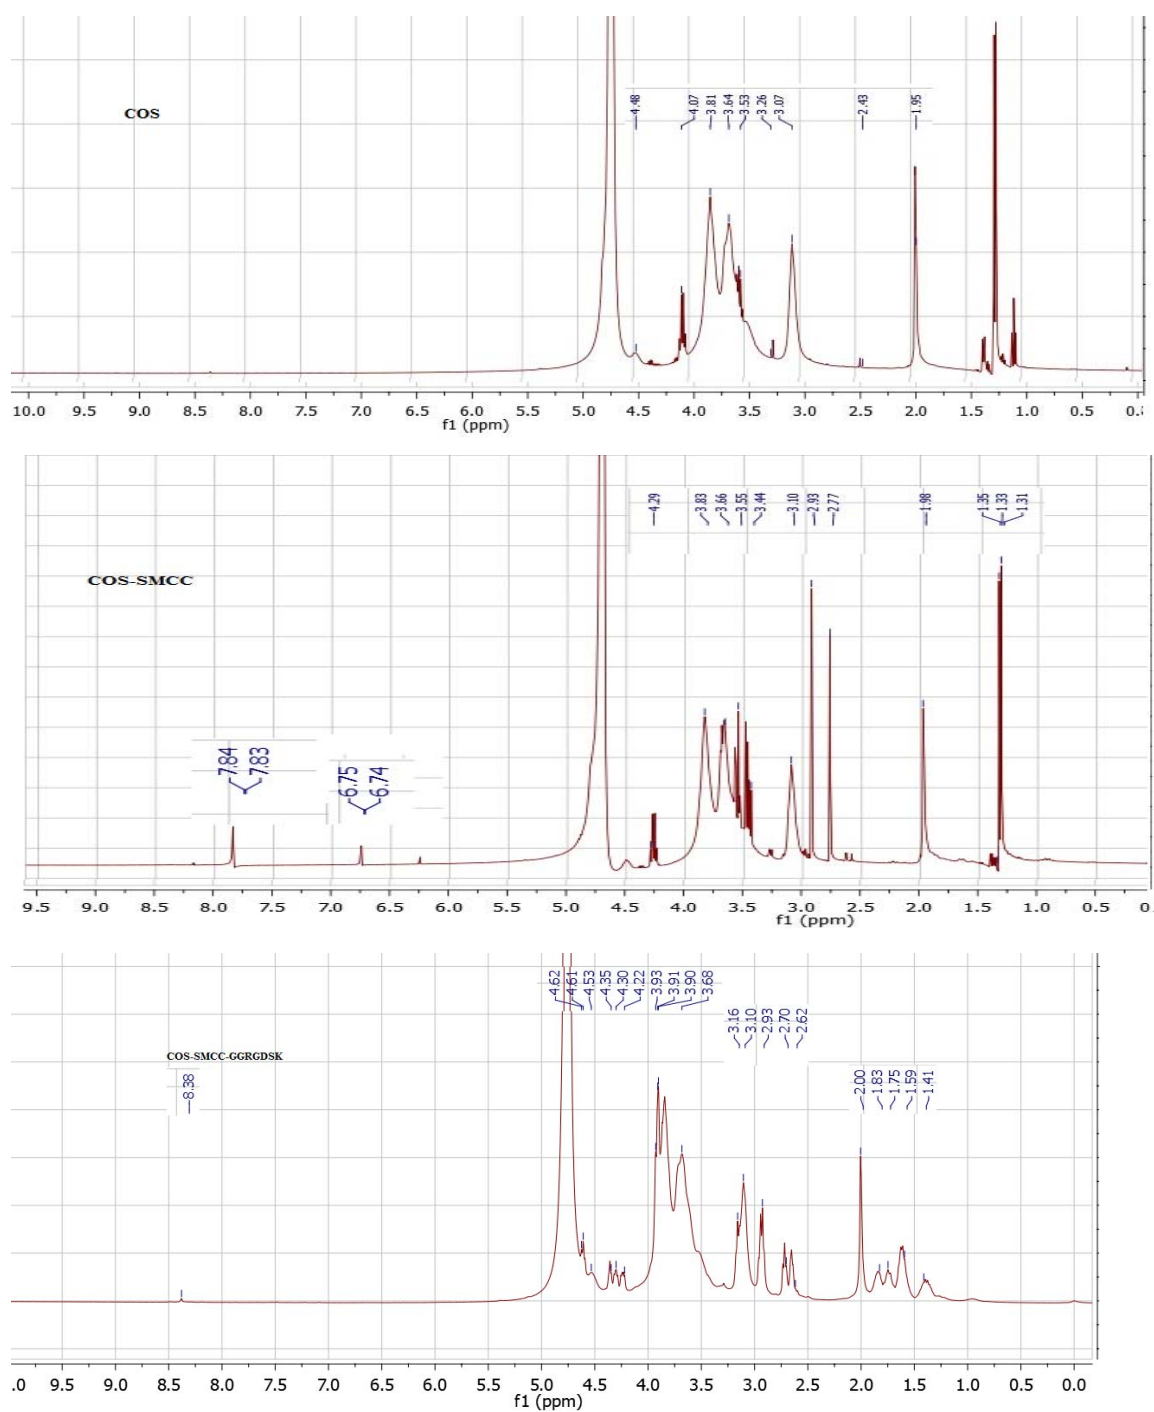 4.48 4.07 3.81 3.64 3.53 3.26 3.07 2.43 1.95
COS
10.0 9.5 9.0 8.5 8.0 7.5 7.0 6.5 6.0 5.5 5.0 4.5 4.0 3.5 3.0 2.5 2.0 1.5 1.0 0.5 0.
f1 (ppm)
4.29 3.83 3.66 3.55 3.44 3.10 2.93 2.77 1.98 1.35 1.33 1.31
COS-SMCC
7.84 7.83 6.75 6.74
9.5 9.0 8.5 8.0 7.5 7.0 6.5 6.0 5.5 5.0 4.5 4.0 3.5 3.0 2.5 2.0 1.5 1.0 0.5 0.
f1 (ppm)
4.62 4.61 4.53 4.35 4.30 4.22 3.93 3.91 3.90 3.68
3.16 3.10 2.93 2.70 2.62
COS-SMCC-GGRGDSK
8.38 2.00 1.83 1.75 1.59 1.41
.0 9.5 9.0 8.5 8.0 7.5 7.0 6.5 6.0 5.5 5.0 4.5 4.0 3.5 3.0 2.5 2.0 1.5 1.0 0.5 0.0
f1 (ppm)